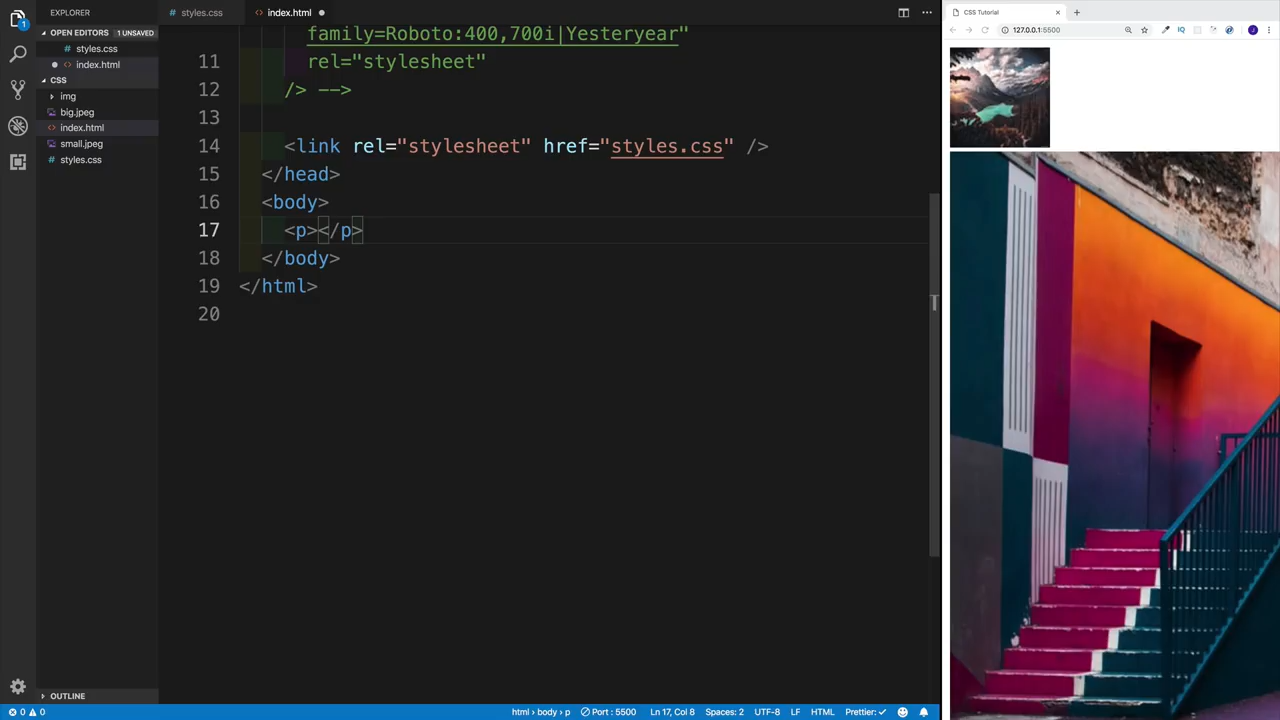 EXPLORER
OPEN EDITORS 1 UNSAVED
styles.css
index.html
CSS
img
big.jpeg
index.html
small.jpeg
styles.css
OUTLINE
styles.css
index.html
family=Roboto:400,700i|Yesteryear"
11 rel="stylesheet"
12 /> -->
13
14 <link rel="stylesheet" href="styles.css" />
15 </head>
16 <body>
17 <p></p>
18 </body>
19 </html>
20
0 0
html › body › p
Port : 5500
Ln 17, Col 8
Spaces: 2
UTF-8
LF
HTML
Prettier: ✓
CSS Tutorial
127.0.0.1:5500